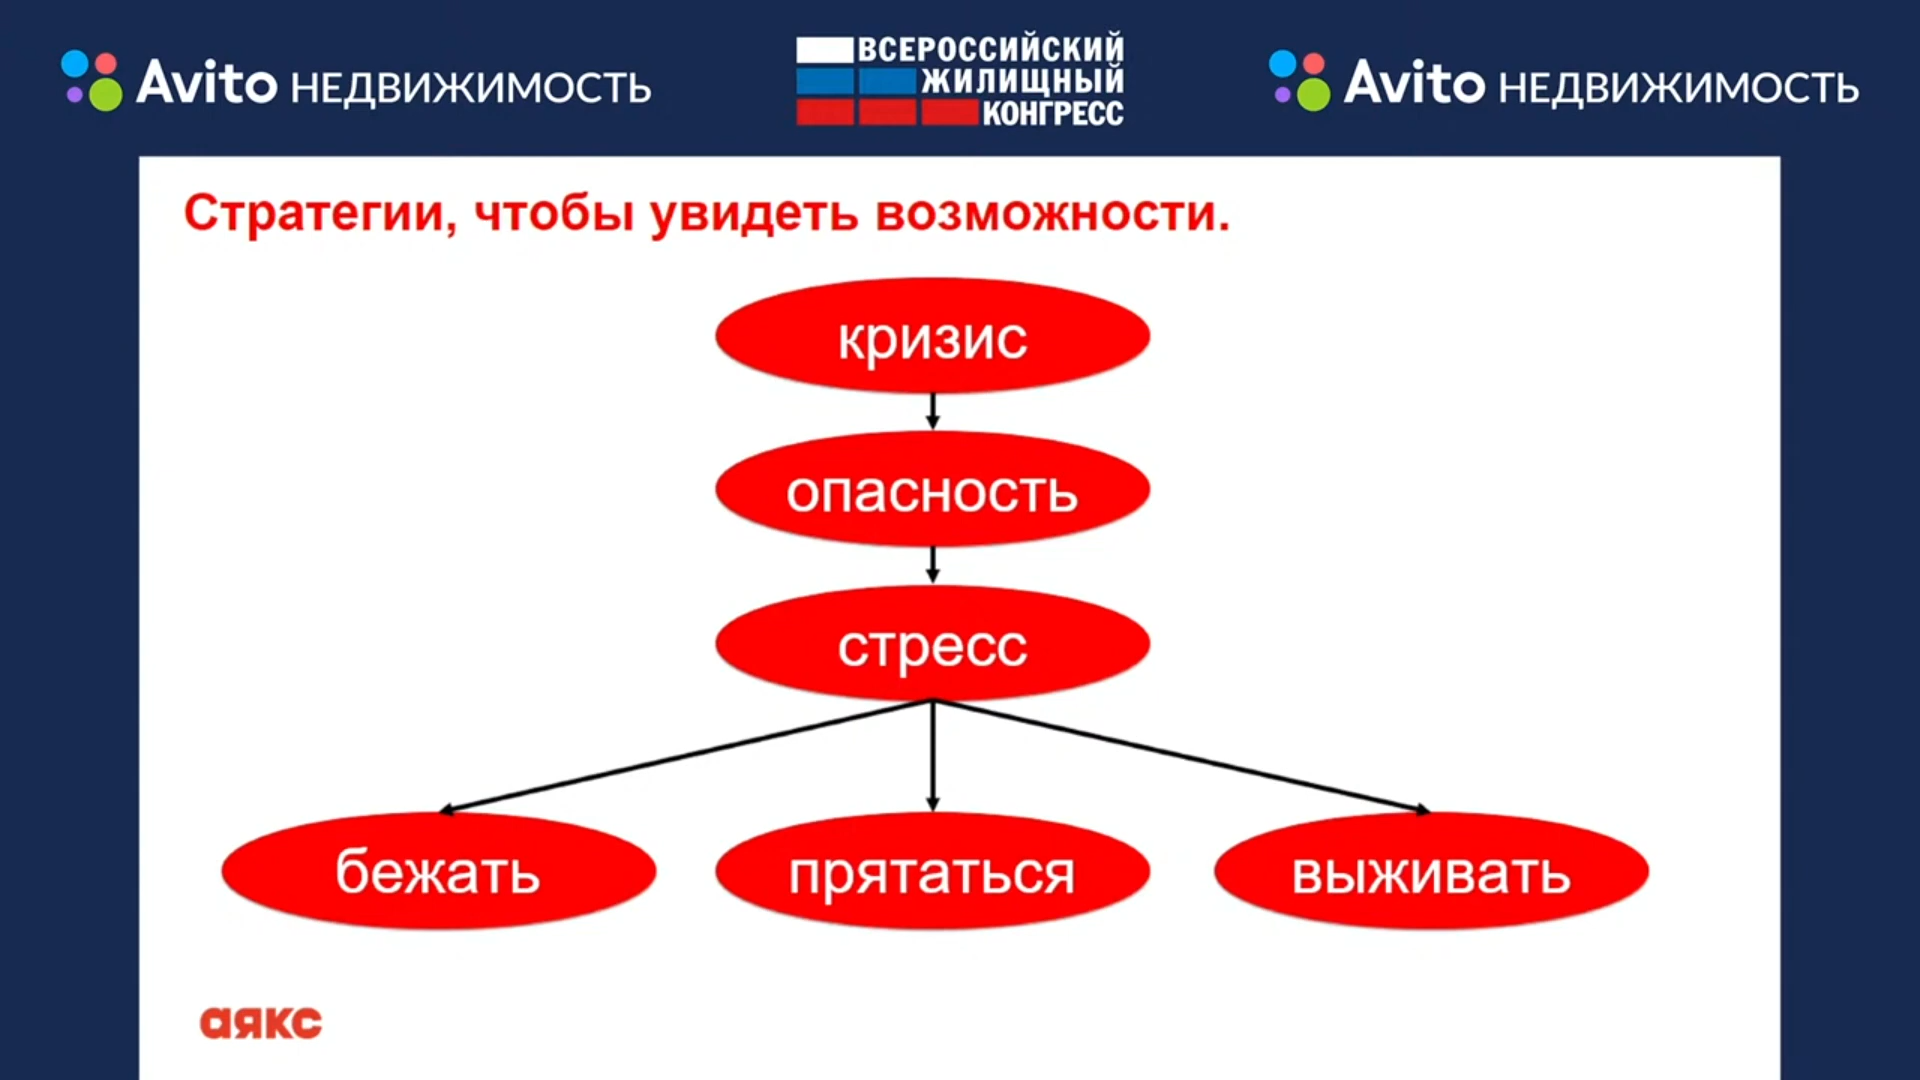 Avito НЕДВИЖИМОСТЬ
ВСЕРОССИЙСКИЙ
ЖИЛИЩНЫЙ
КОНГРЕСС
Avito НЕДВИЖИМОСТЬ
Стратегии, чтобы увидеть возможности.
кризис
опасность
стресс
бежать
прятаться
выживать
аякс